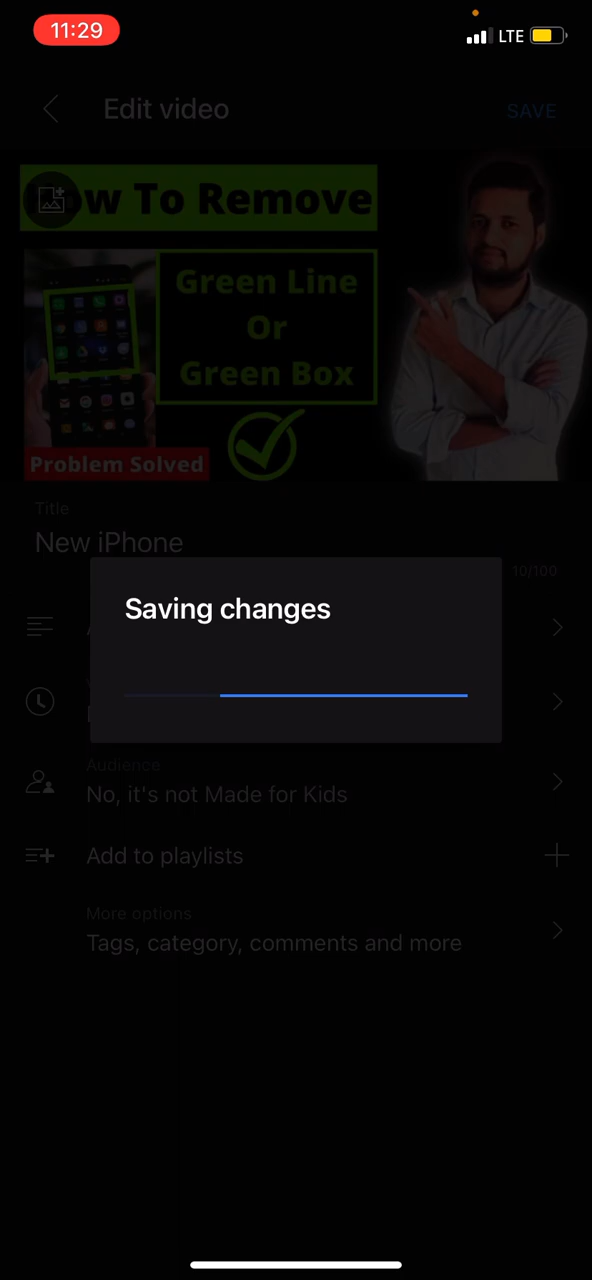 11:29
LTE
Edit video
SAVE
How To Remove
Green Line
Or
Green Box
Problem Solved
Title
New iPhone
10/100
Saving changes
Audience
No, it's not Made for Kids
Add to playlists
More options
Tags, category, comments and more